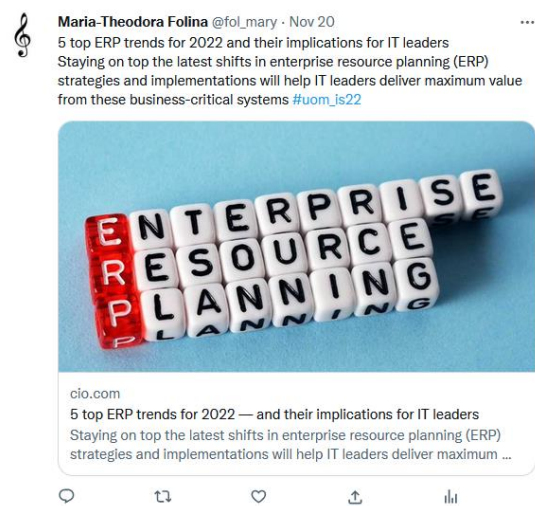 Maria-Theodora Folina @fol_mary · Nov 20
5 top ERP trends for 2022 and their implications for IT leaders
Staying on top the latest shifts in enterprise resource planning (ERP)
strategies and implementations will help IT leaders deliver maximum value
from these business-critical systems #uom_is22
ENTERPRISE
RESOURCE
PLANNING
cio.com
5 top ERP trends for 2022 — and their implications for IT leaders
Staying on top the latest shifts in enterprise resource planning (ERP)
strategies and implementations will help IT leaders deliver maximum ...